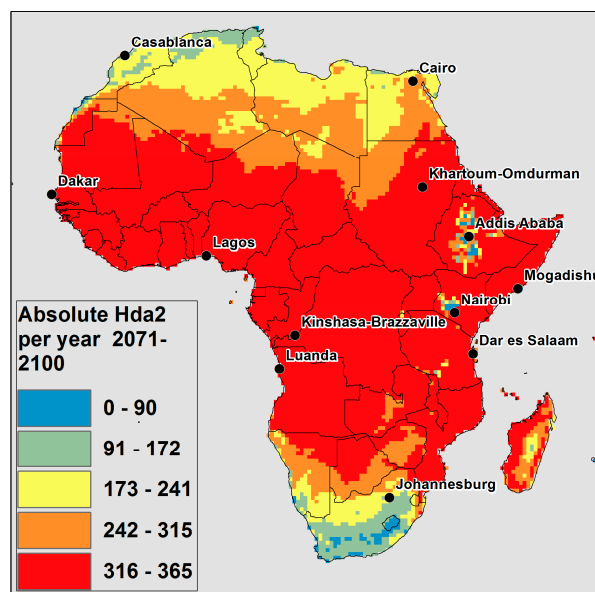 Casablanca
Cairo
Khartoum-Omdurman
Dakar
Addis Ababa
Lagos
Mogadishu
Nairobi
Kinshasa-Brazzaville
Dar es Salaam
Luanda
Johannesburg
Absolute Hda2
per year 2071-
2100
0 - 90
91 - 172
173 - 241
242 - 315
316 - 365